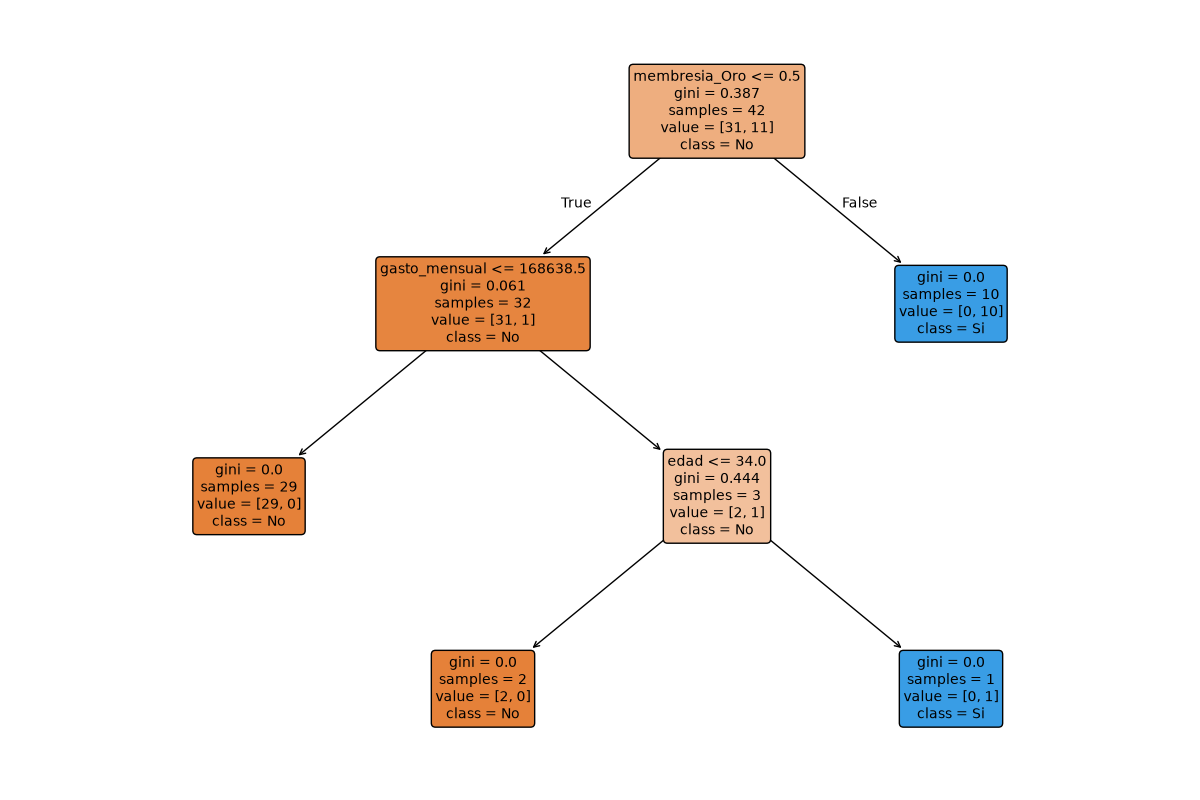 membresia_Oro <= 0.5
gini = 0.387
samples = 42
value = [31, 11]
class = No
True
False
gasto_mensual <= 168638.5
gini = 0.061
samples = 32
value = [31, 1]
class = No
gini = 0.0
samples = 10
value = [0, 10]
class = Si
gini = 0.0
samples = 29
value = [29, 0]
class = No
edad <= 34.0
gini = 0.444
samples = 3
value = [2, 1]
class = No
gini = 0.0
samples = 2
value = [2, 0]
class = No
gini = 0.0
samples = 1
value = [0, 1]
class = Si